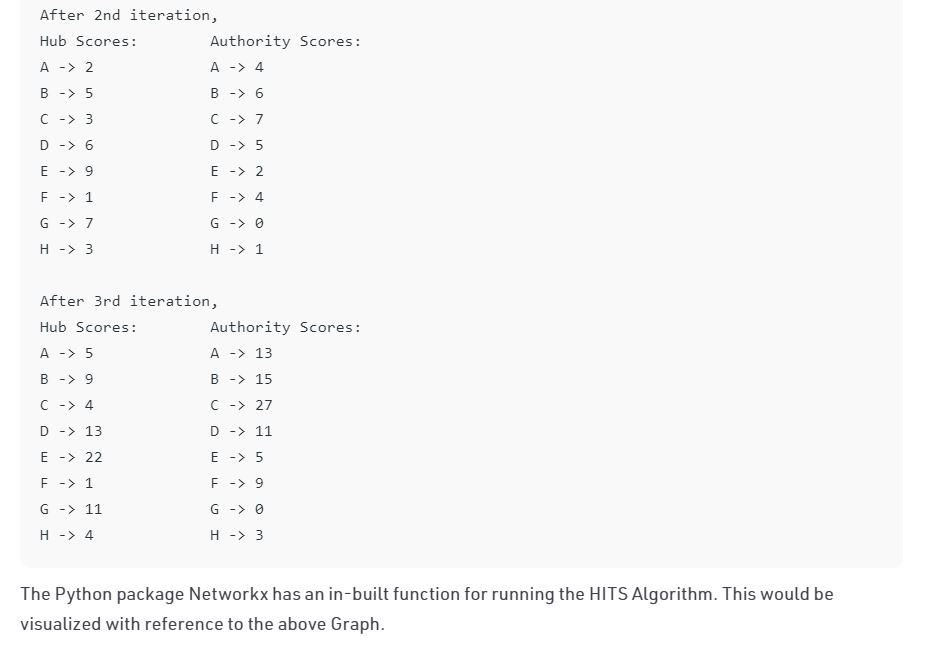 After 2nd iteration,
Hub Scores:        Authority Scores:
A -> 2             A -> 4
B -> 5             B -> 6
C -> 3             C -> 7
D -> 6             D -> 5
E -> 9             E -> 2
F -> 1             F -> 4
G -> 7             G -> 0
H -> 3             H -> 1

After 3rd iteration,
Hub Scores:        Authority Scores:
A -> 5             A -> 13
B -> 9             B -> 15
C -> 4             C -> 27
D -> 13            D -> 11
E -> 22            E -> 5
F -> 1             F -> 9
G -> 11            G -> 0
H -> 4             H -> 3
The Python package Networkx has an in-built function for running the HITS Algorithm. This would be
visualized with reference to the above Graph.